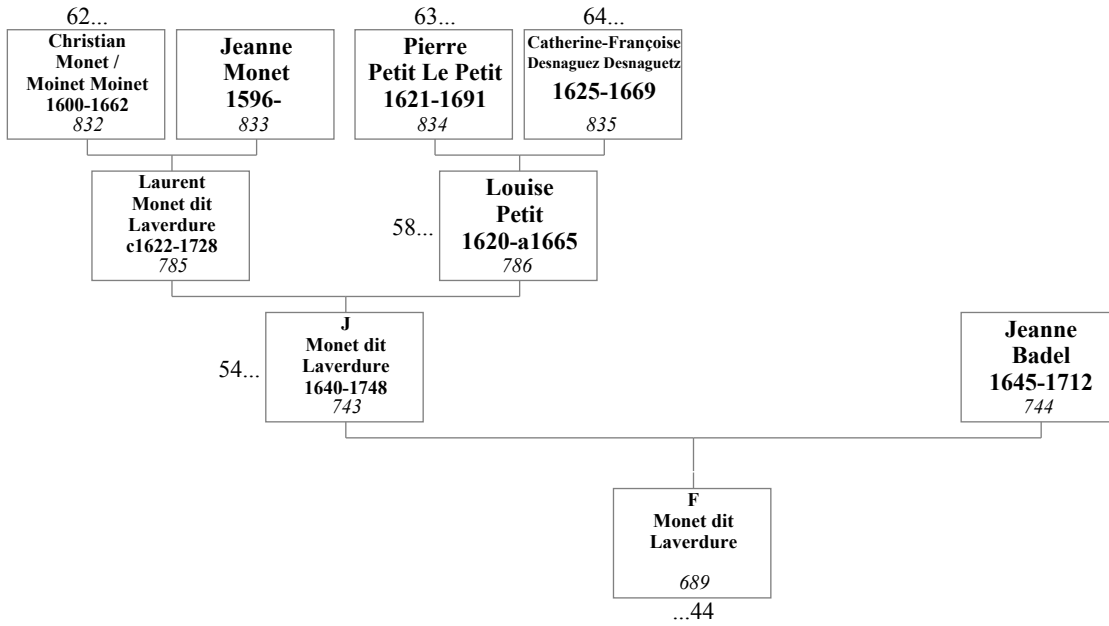 62...
63...
64...
Christian
Monet /
Moinet Moinet
1600-1662
832
Jeanne
Monet
1596-
833
Pierre
Petit Le Petit
1621-1691
834
Catherine-Françoise
Desnaguez Desnaguetz
1625-1669
835
Laurent
Monet dit
Laverdure
c1622-1728
785
58...
Louise
Petit
1620-a1665
786
54...
J
Monet dit
Laverdure
1640-1748
743
Jeanne
Badel
1645-1712
744
F
Monet dit
Laverdure
689
...44